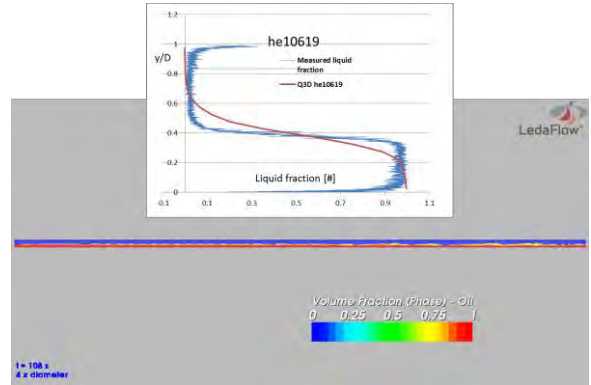 he10619
Measured liquid
fraction
Q3D he10619
y/D
1.2
1
0.8
0.6
0.4
0.2
0
Liquid fraction [#]
-0.1 0.1 0.3 0.5 0.7 0.9 1.1
LedaFlow
Volume Fraction (Phase) - Oil
0 0.25 0.5 0.75 1
t = 108 s
4 x diameter